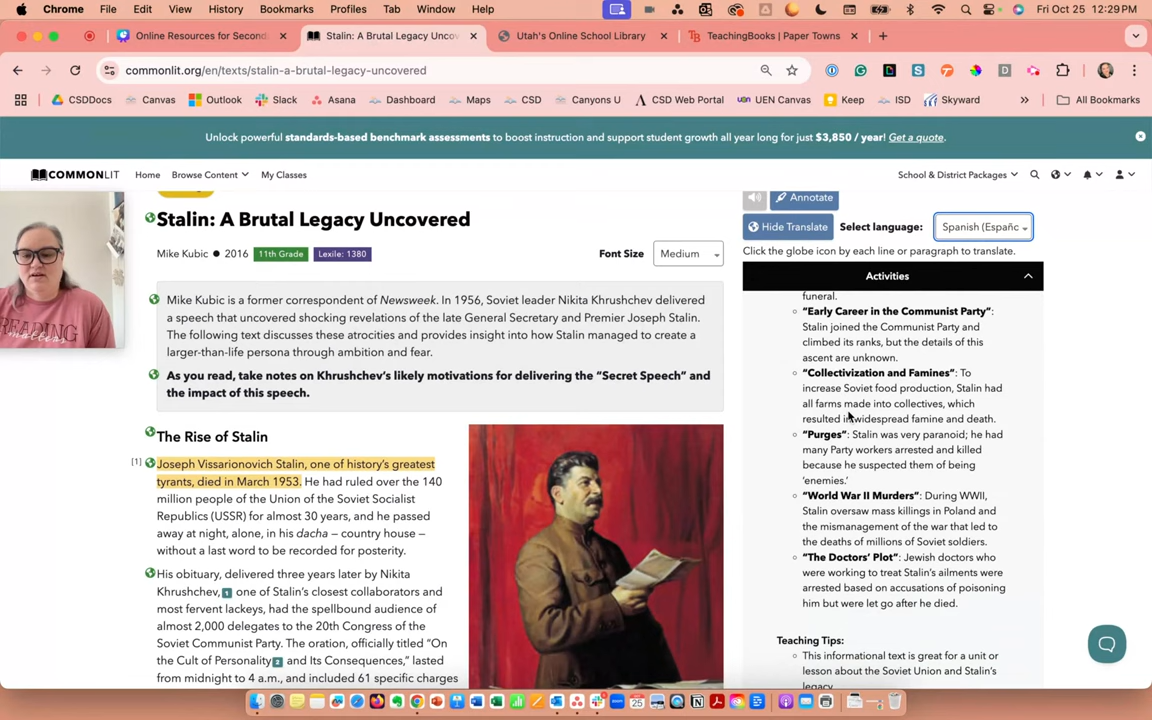 Chrome File Edit View History Bookmarks Profiles Tab Window Help Fri Oct 25 12:29 PM
Online Resources for Second
Stalin: A Brutal Legacy Uncov
Utah's Online School Library
TeachingBooks | Paper Towns
commonlit.org/en/texts/stalin-a-brutal-legacy-uncovered
CSDDocs Canvas Outlook Slack Asana Dashboard Maps CSD Canyons U CSD Web Portal UEN Canvas Keep ISD Skyward » All Bookmarks
Unlock powerful standards-based benchmark assessments to boost instruction and support student growth all year long for just $3,850 / year! Get a quote.
COMMONLIT Home Browse Content My Classes School & District Packages
Stalin: A Brutal Legacy Uncovered
Mike Kubic 2016 11th Grade Lexile: 1380
Font Size Medium
Mike Kubic is a former correspondent of Newsweek. In 1956, Soviet leader Nikita Khrushchev delivered
a speech that uncovered shocking revelations of the late General Secretary and Premier Joseph Stalin.
The following text discusses these atrocities and provides insight into how Stalin managed to create a
larger-than-life persona through ambition and fear.
As you read, take notes on Khrushchev's likely motivations for delivering the "Secret Speech" and
the impact of this speech.
The Rise of Stalin
[1] Joseph Vissarionovich Stalin, one of history's greatest
tyrants, died in March 1953. He had ruled over the 140
million people of the Union of the Soviet Socialist
Republics (USSR) for almost 30 years, and he passed
away at night, alone, in his dacha — country house —
without a last word to be recorded for posterity.
His obituary, delivered three years later by Nikita
Khrushchev, 1 one of Stalin's closest collaborators and
most fervent lackeys, had the spellbound audience of
almost 2,000 delegates to the 20th Congress of the
Soviet Communist Party. The oration, officially titled "On
the Cult of Personality 2 and Its Consequences," lasted
from midnight to 4 a.m., and included 61 specific charges
Annotate
Hide Translate Select language: Spanish (Españc
Click the globe icon by each line or paragraph to translate.
Activities
funeral.
"Early Career in the Communist Party":
Stalin joined the Communist Party and
climbed its ranks, but the details of this
ascent are unknown.
"Collectivization and Famines": To
increase Soviet food production, Stalin had
all farms made into collectives, which
resulted in widespread famine and death.
"Purges": Stalin was very paranoid; he had
many Party workers arrested and killed
because he suspected them of being
'enemies.'
"World War II Murders": During WWII,
Stalin oversaw mass killings in Poland and
the mismanagement of the war that led to
the deaths of millions of Soviet soldiers.
"The Doctors' Plot": Jewish doctors who
were working to treat Stalin's ailments were
arrested based on accusations of poisoning
him but were let go after he died.
Teaching Tips:
This informational text is great for a unit or
lesson about the Soviet Union and Stalin's
legacy